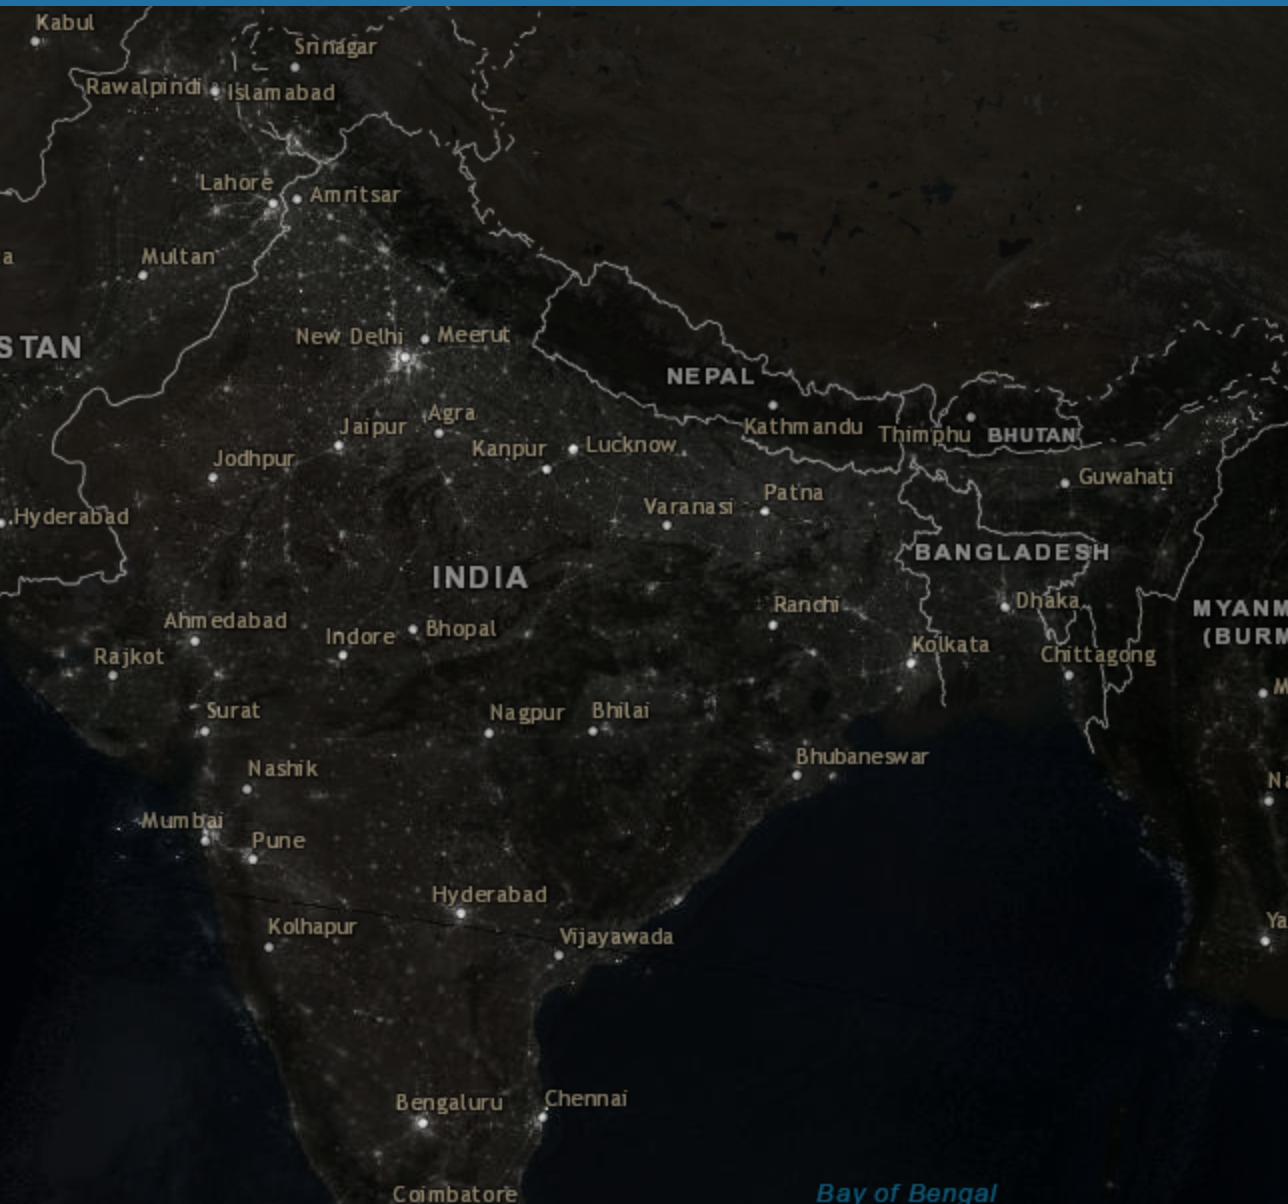 Kabul
Srinagar
Rawalpindi
Islamabad
Lahore
Amritsar
Multan
a
New Delhi
Meerut
STAN
NEPAL
Agra
Jaipur
Kathmandu
Thimphu
BHUTAN
Kanpur
Lucknow
Jodhpur
Guwahati
Patna
Varanasi
Hyderabad
BANGLADESH
INDIA
Ranchi
Dhaka
MYANM
(BURM
Ahmedabad
Indore
Bhopal
Kolkata
Chittagong
Rajkot
M
Surat
Nagpur
Bhilai
Bhubaneswar
Nashik
Na
Mumbai
Pune
Hyderabad
Kolhapur
Ya
Vijayawada
Bengaluru
Chennai
Coimbatore
Bay of Bengal